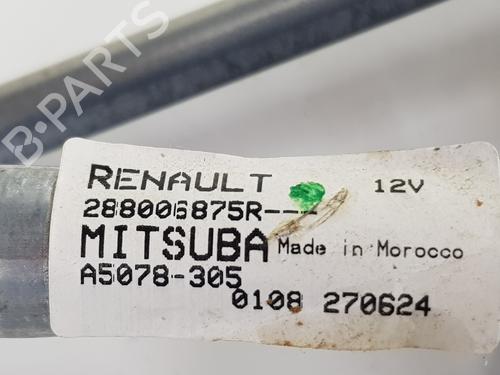 B-PARTS
RENAULT 12V
288006875R---
MITSUBA Made in Morocco
A5078-305
0108 270624